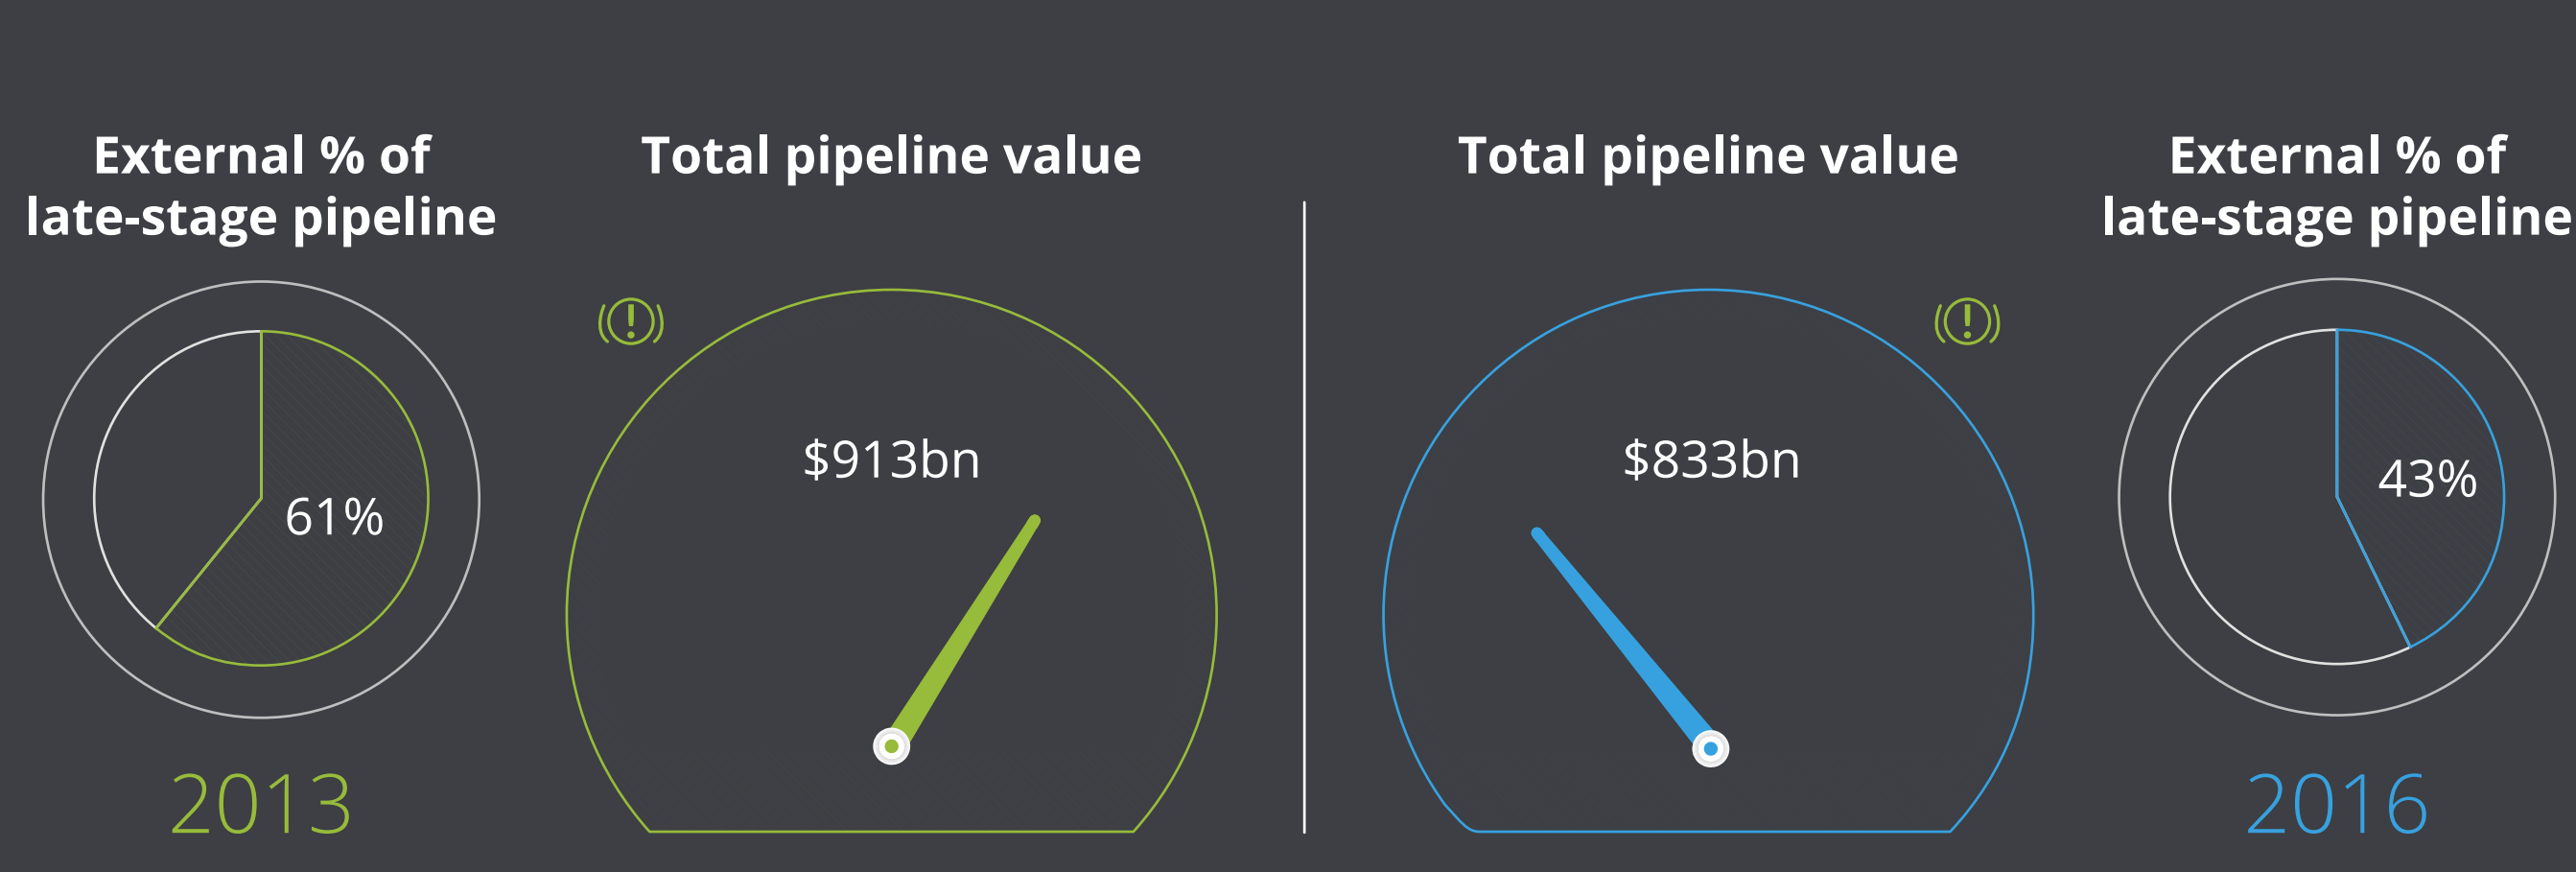 External % of
late-stage pipeline
61%
2013
Total pipeline value
$913bn
Total pipeline value
$833bn
External % of
late-stage pipeline
43%
2016